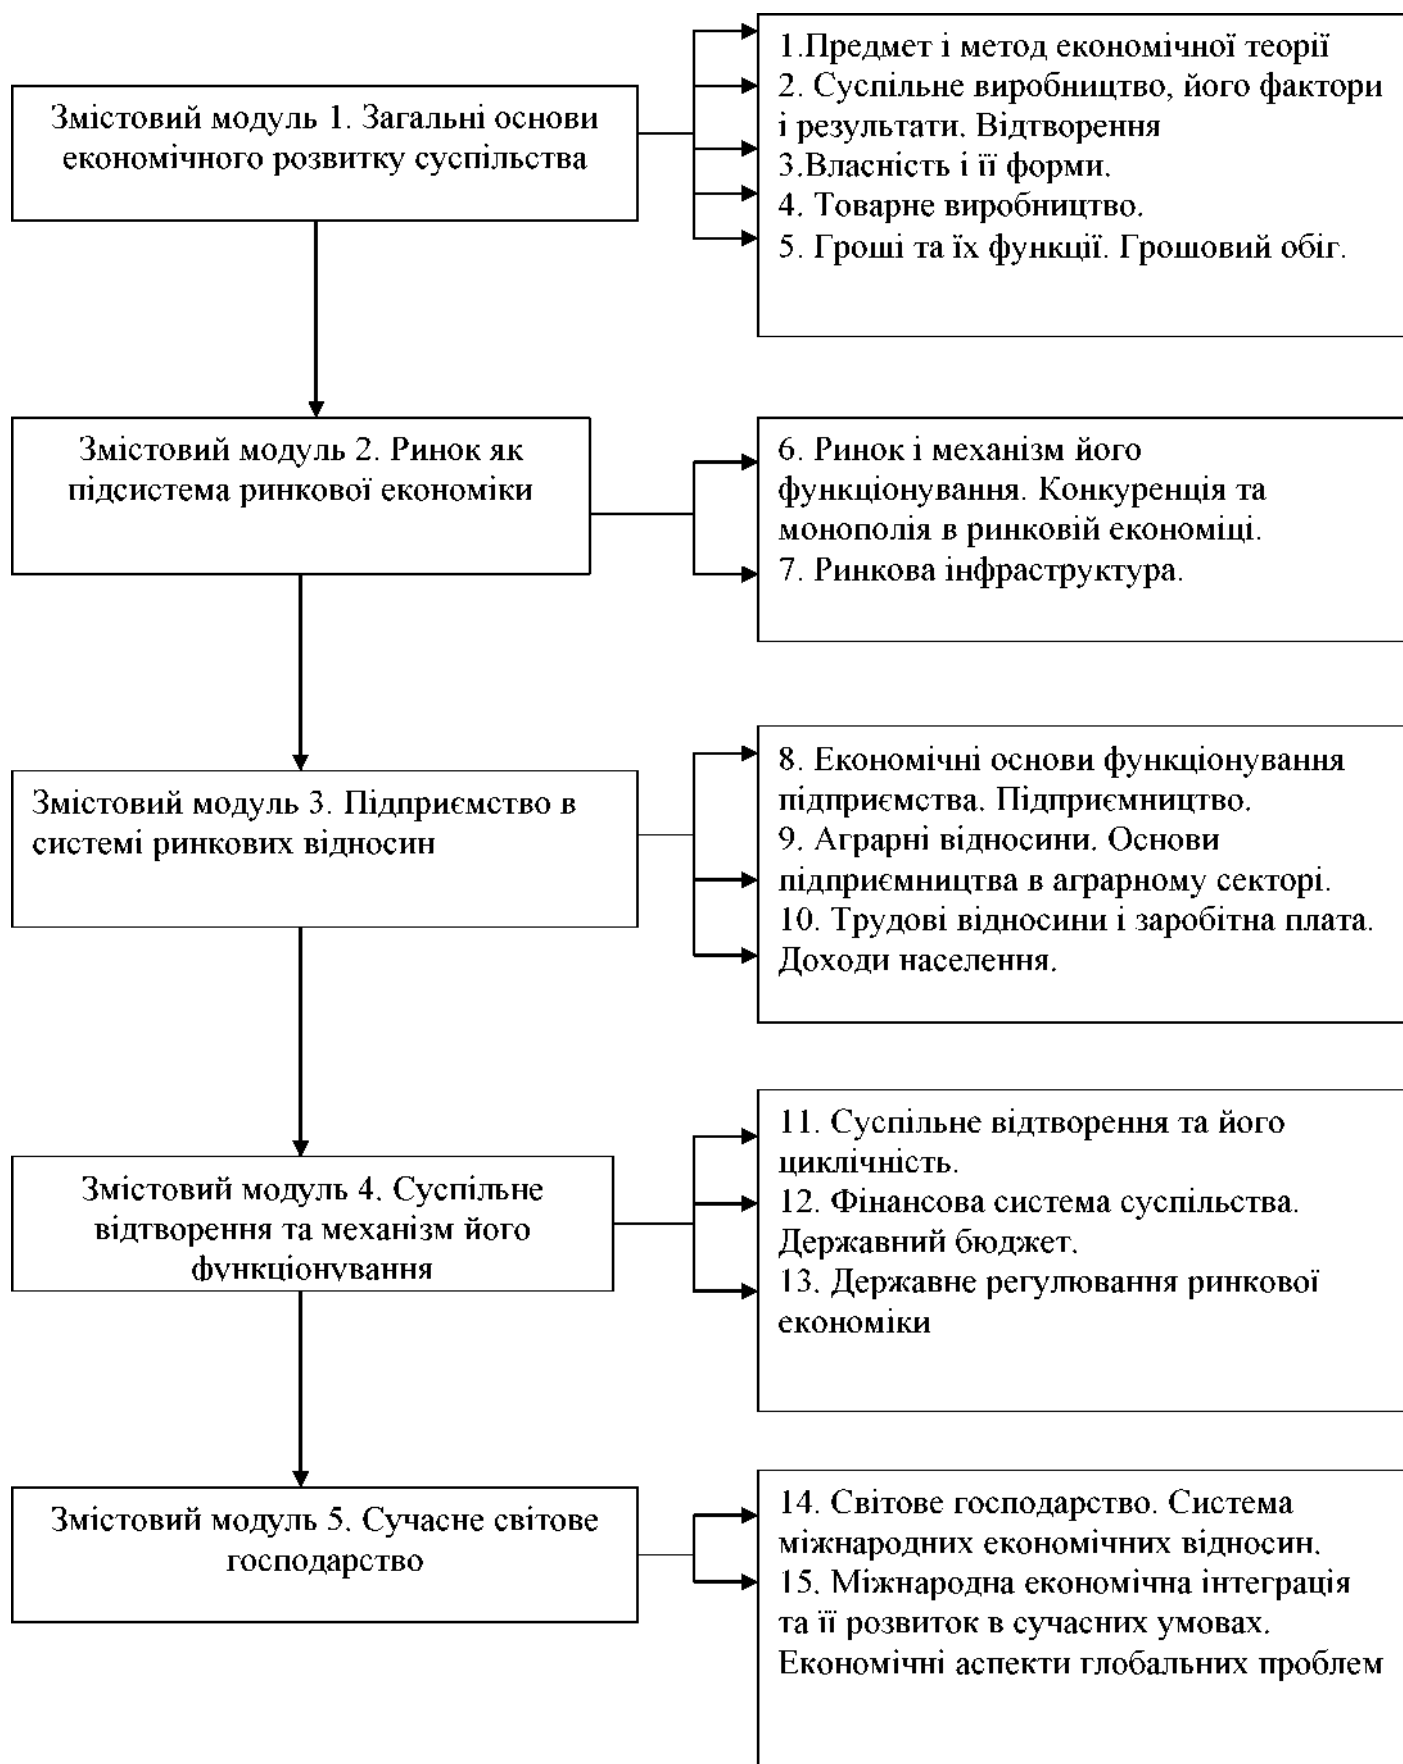 Змістовий модуль 1. Загальні основи
економічного розвитку суспільства
1.Предмет і метод економічної теорії
2. Суспільне виробництво, його фактори
і результати. Відтворення
3.Власність і її форми.
4. Товарне виробництво.
5. Гроші та їх функції. Грошовий обіг.
Змістовий модуль 2. Ринок як
підсистема ринкової економіки
6. Ринок і механізм його
функціонування. Конкуренція та
монополія в ринковій економіці.
7. Ринкова інфраструктура.
Змістовий модуль 3. Підприємство в
системі ринкових відносин
8. Економічні основи функціонування
підприємства. Підприємництво.
9. Аграрні відносини. Основи
підприємництва в аграрному секторі.
10. Трудові відносини і заробітна плата.
Доходи населення.
Змістовий модуль 4. Суспільне
відтворення та механізм його
функціонування
11. Суспільне відтворення та його
циклічність.
12. Фінансова система суспільства.
Державний бюджет.
13. Державне регулювання ринкової
економіки
Змістовий модуль 5. Сучасне світове
господарство
14. Світове господарство. Система
міжнародних економічних відносин.
15. Міжнародна економічна інтеграція
та її розвиток в сучасних умовах.
Економічні аспекти глобальних проблем